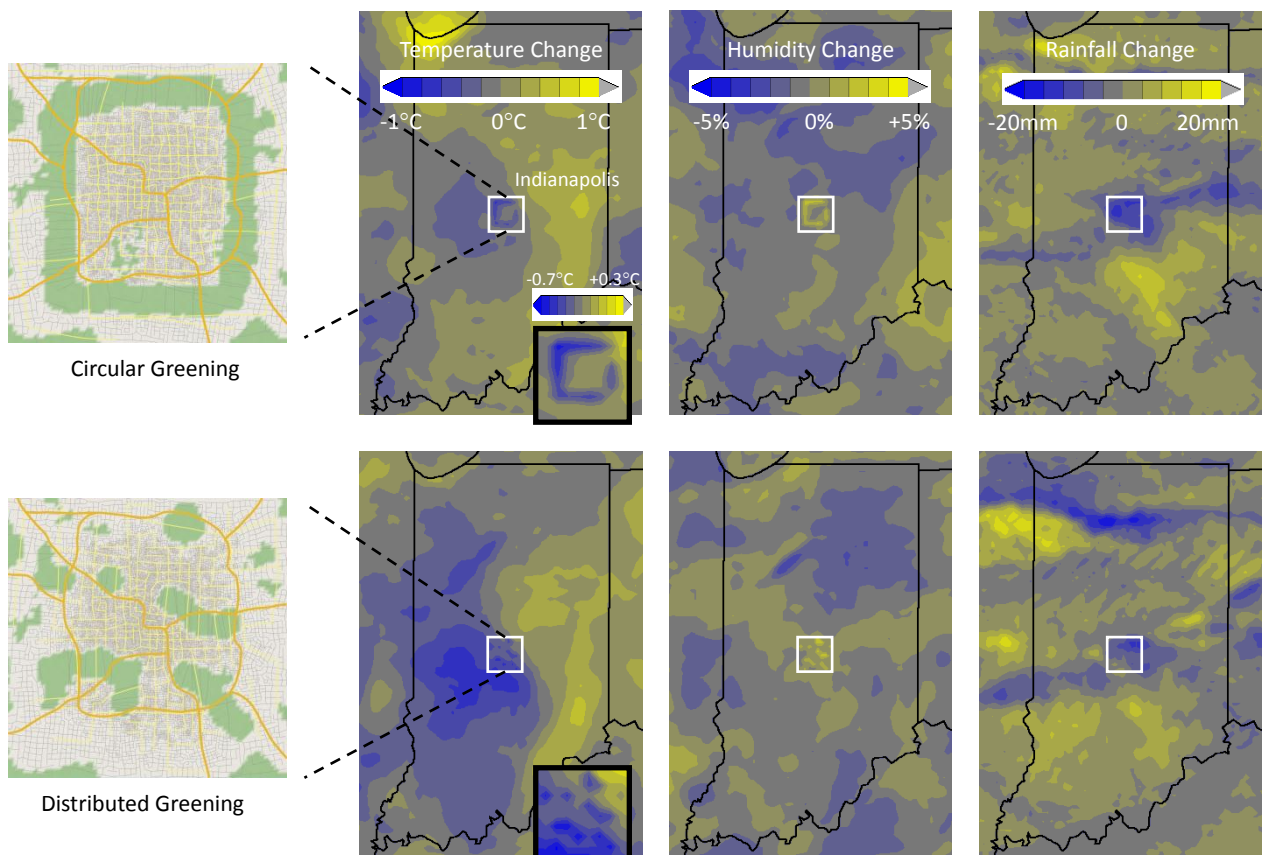 Temperature Change
-1°C 0°C 1°C
Humidity Change
-5% 0% +5%
Rainfall Change
-20mm 0 20mm
Indianapolis
-0.7°C +0.3°C
Circular Greening
Distributed Greening